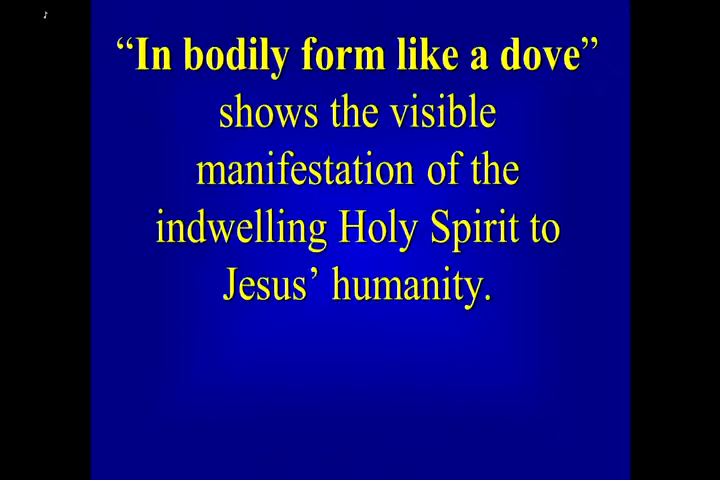 “In bodily form like a dove”
shows the visible
manifestation of the
indwelling Holy Spirit to
Jesus’ humanity.